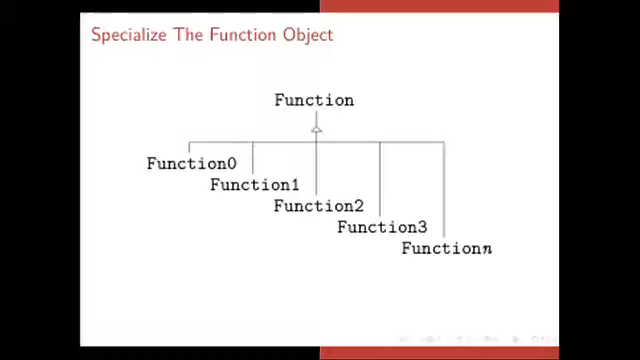 Specialize The Function Object
Function
Function0
Function1
Function2
Function3
Functionn